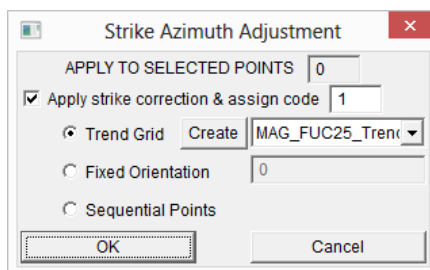 Strike Azimuth Adjustment
APPLY TO SELECTED POINTS 0
Apply strike correction & assign code 1
Trend Grid Create MAG_FUC25_Trend
Fixed Orientation 0
Sequential Points
OK Cancel